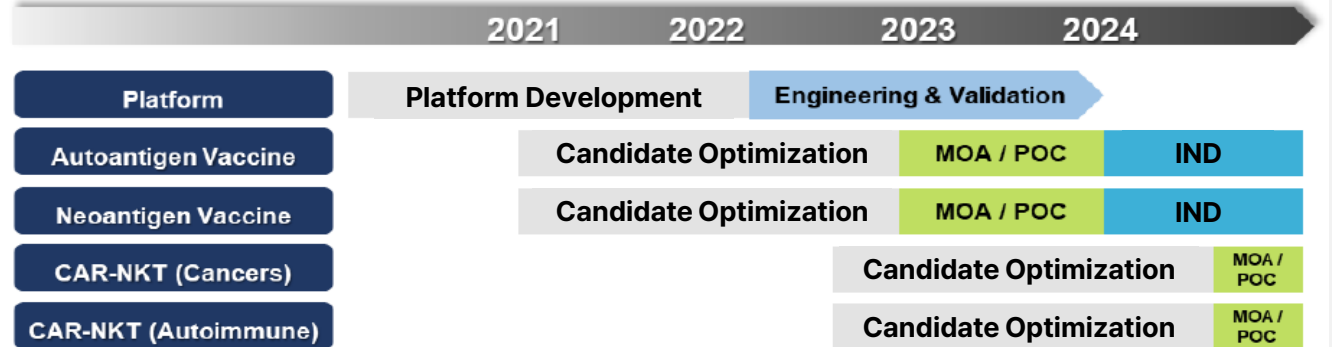 2021 2022 2023 2024
Platform Platform Development Engineering & Validation
Autoantigen Vaccine Candidate Optimization MOA / POC IND
Neoantigen Vaccine Candidate Optimization MOA / POC IND
CAR-NKT (Cancers) Candidate Optimization MOA /
POC
CAR-NKT (Autoimmune) Candidate Optimization MOA /
POC